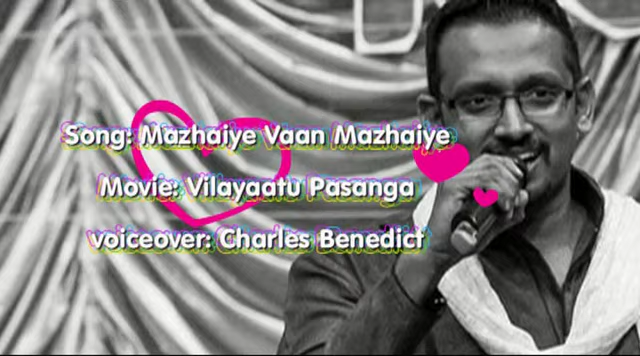 Song: Mazhaiye Vaan Mazhaiye
Movie: Vilayaatu Pasanga
voiceover: Charles Benedict